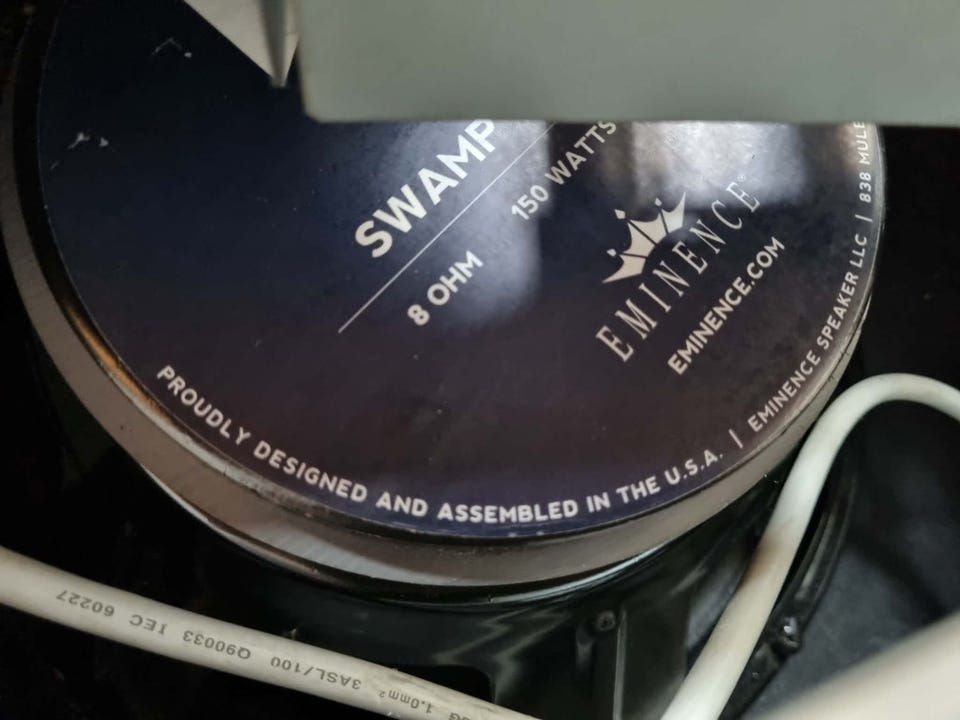 SWAMP
8 OHM 150 WATTS
EMINENCE®
EMINENCE.COM
PROUDLY DESIGNED AND ASSEMBLED IN THE U.S.A. | EMINENCE SPEAKER LLC | 838 MULE
G 1.0mm² 3ASL/100 Q90033 IEC 60227